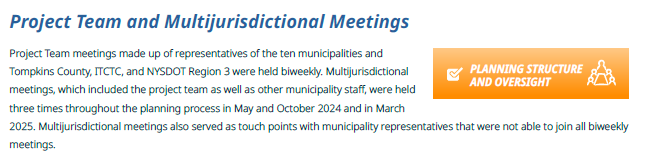 Project Team and Multijurisdictional Meetings
Project Team meetings made up of representatives of the ten municipalities and
Tompkins County, ITCTC, and NYSDOT Region 3 were held biweekly. Multijurisdictional
meetings, which included the project team as well as other municipality staff, were held
three times throughout the planning process in May and October 2024 and in March
2025. Multijurisdictional meetings also served as touch points with municipality representatives that were not able to join all biweekly
meetings.
PLANNING STRUCTURE
AND OVERSIGHT